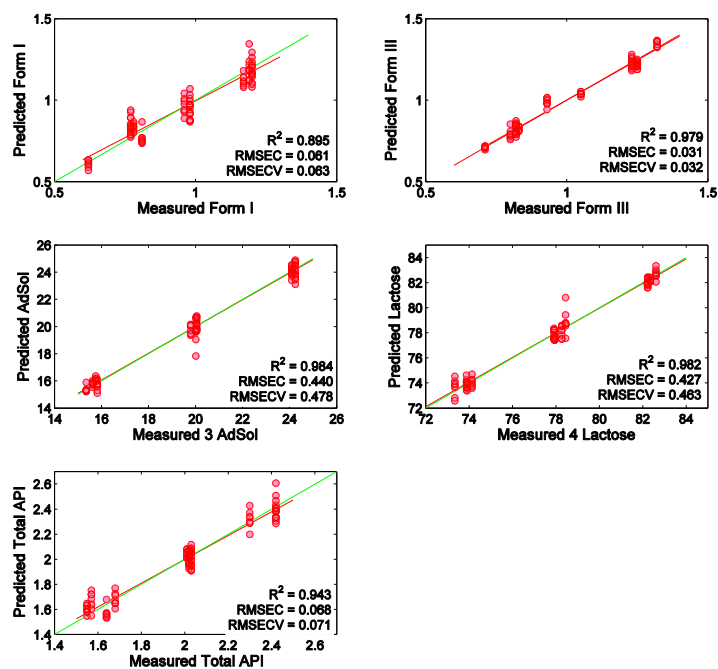 1.5
1
0.5
0.5
1
1.5
Predicted Form I
Measured Form I
R² = 0.895
RMSEC = 0.061
RMSECV = 0.063
1.5
1
0.5
0.5
1
1.5
Predicted Form III
Measured Form III
R² = 0.979
RMSEC = 0.031
RMSECV = 0.032
26
24
22
20
18
16
14
14 16 18 20 22 24 26
Predicted AdSol
Measured 3 AdSol
R² = 0.984
RMSEC = 0.440
RMSECV = 0.478
84
82
80
78
76
74
72
72 74 76 78 80 82 84
Predicted Lactose
Measured 4 Lactose
R² = 0.982
RMSEC = 0.427
RMSECV = 0.463
2.6
2.4
2.2
2
1.8
1.6
1.4
1.4 1.6 1.8 2 2.2 2.4 2.6
Predicted Total API
Measured Total API
R² = 0.943
RMSEC = 0.068
RMSECV = 0.071